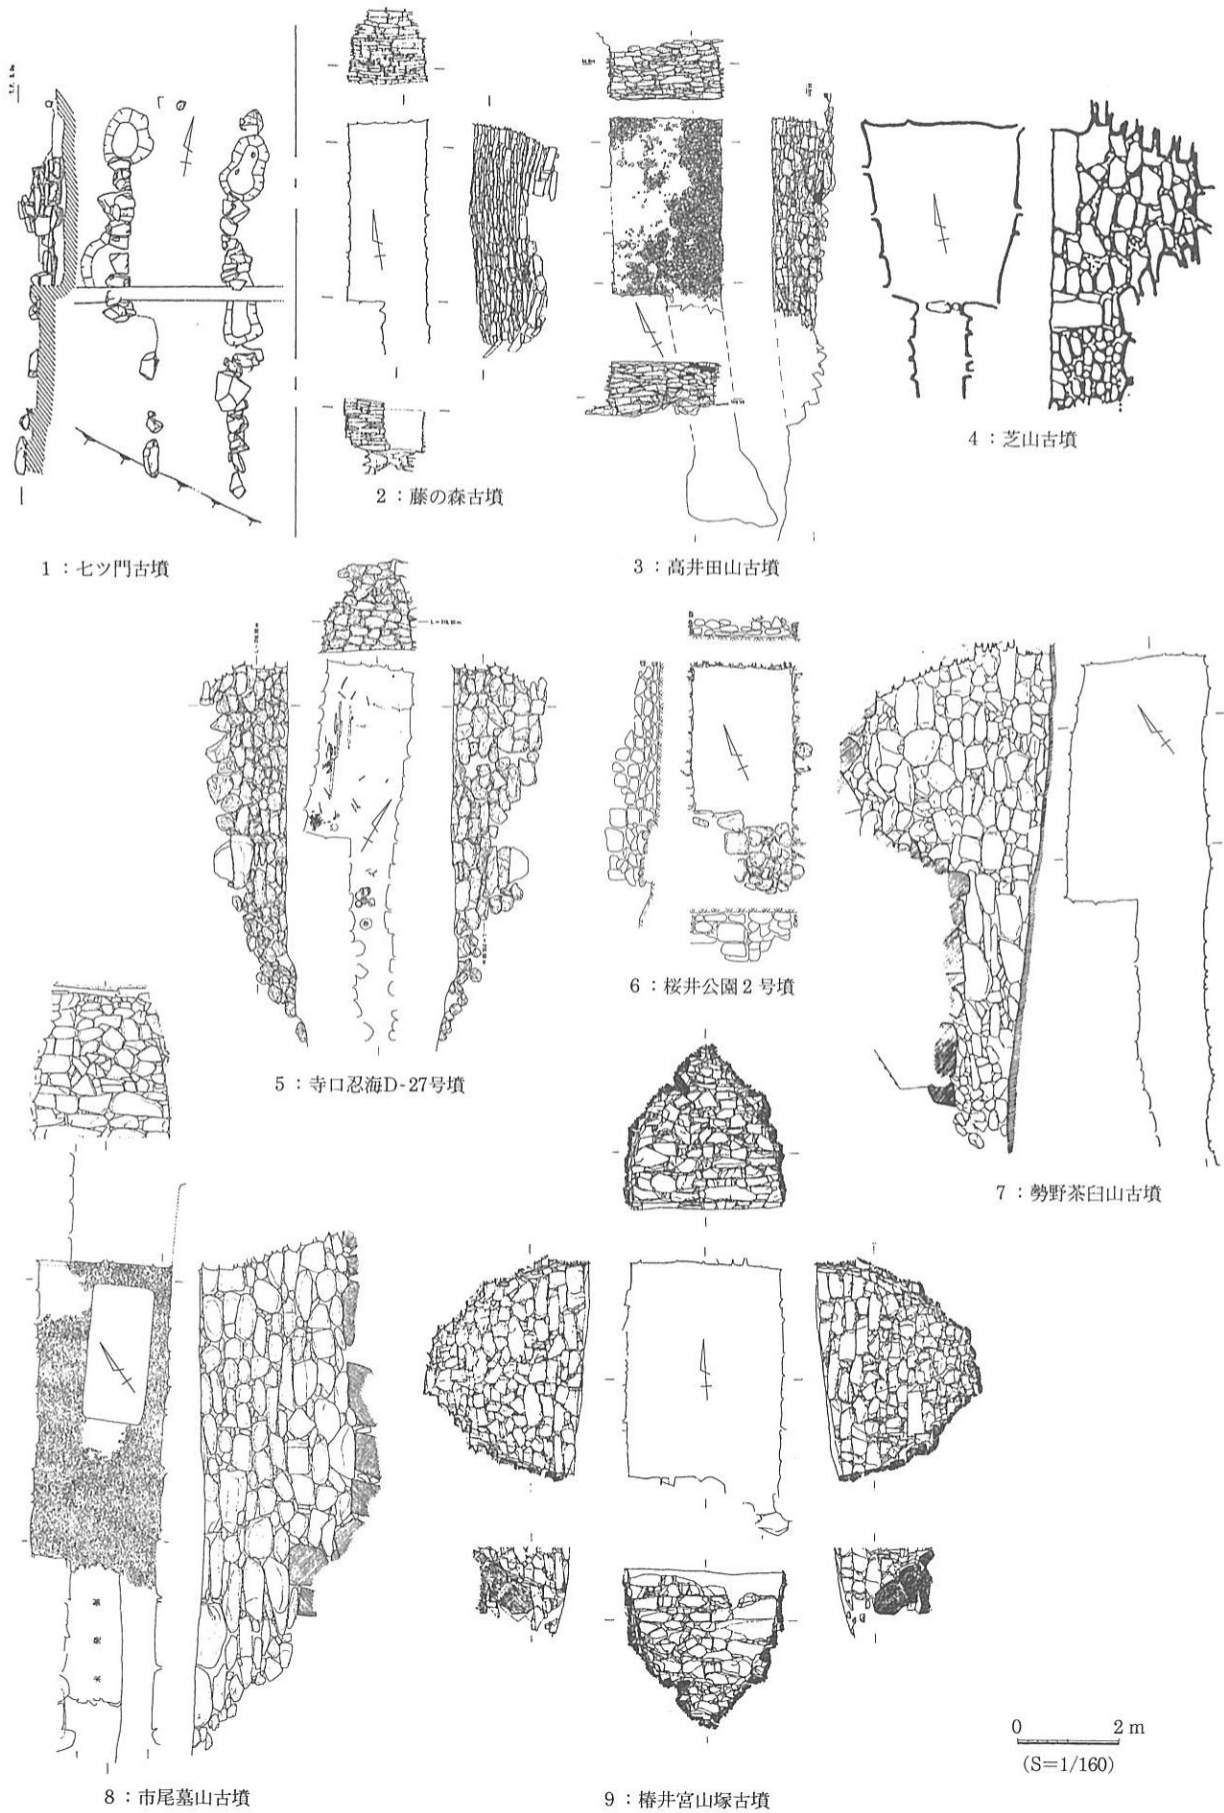 2：藤の森古墳
4：芝山古墳
1：七ツ門古墳
3：高井田山古墳
6：桜井公園2号墳
5：寺口忍海D-27号墳
7：勢野茶臼山古墳
0 2 m
(S=1/160)
8：市尾墓山古墳
9：椿井宮山塚古墳